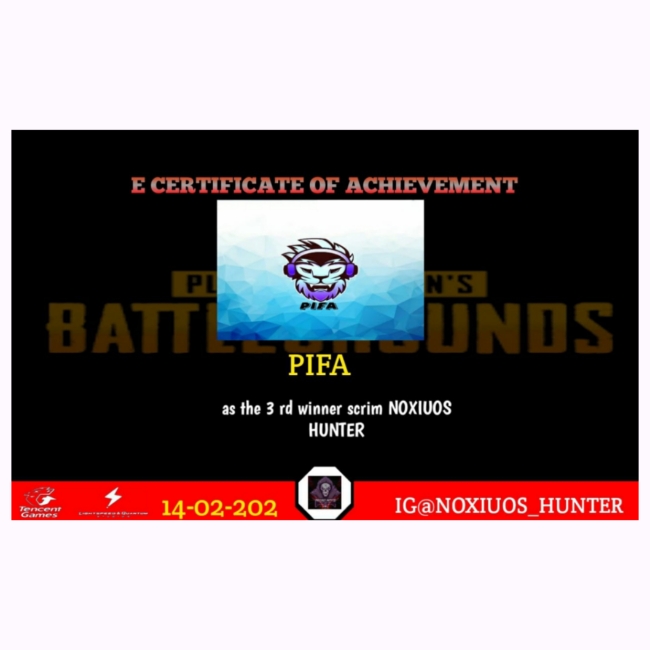 E CERTIFICATE OF ACHIEVEMENT
PIFA
PIFA
as the 3 rd winner scrim NOXIUOS
HUNTER
Tencent
Games
14-02-202
IG@NOXIUOS_HUNTER